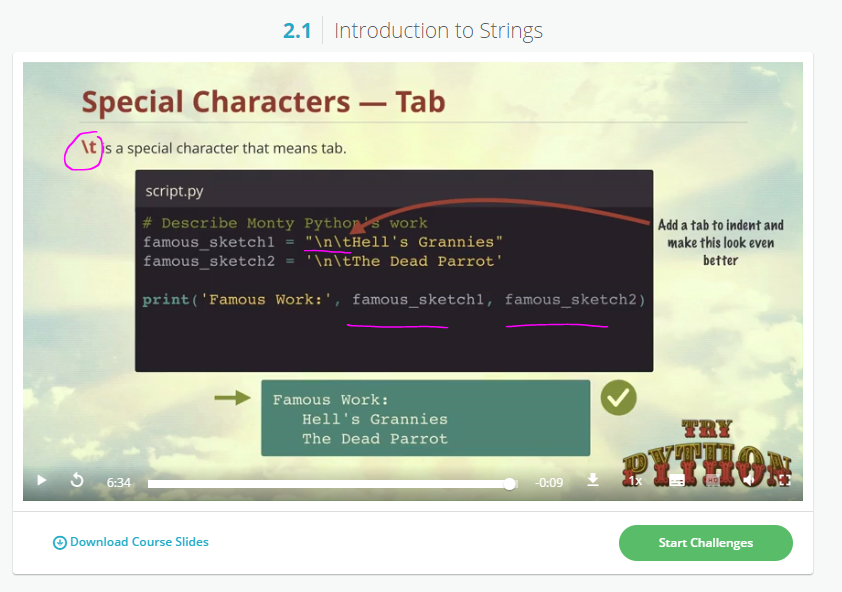 2.1 Introduction to Strings
Special Characters — Tab
\t is a special character that means tab.
script.py
# Describe Monty Python's work
famous_sketch1 = "\n\tHell's Grannies"
famous_sketch2 = '\n\tThe Dead Parrot'
print('Famous Work:', famous_sketch1, famous_sketch2)
Add a tab to indent and
make this look even
better
Famous Work:
Hell's Grannies
The Dead Parrot
TRY
PYTHON
6:34
-0:09
1x
Download Course Slides
Start Challenges